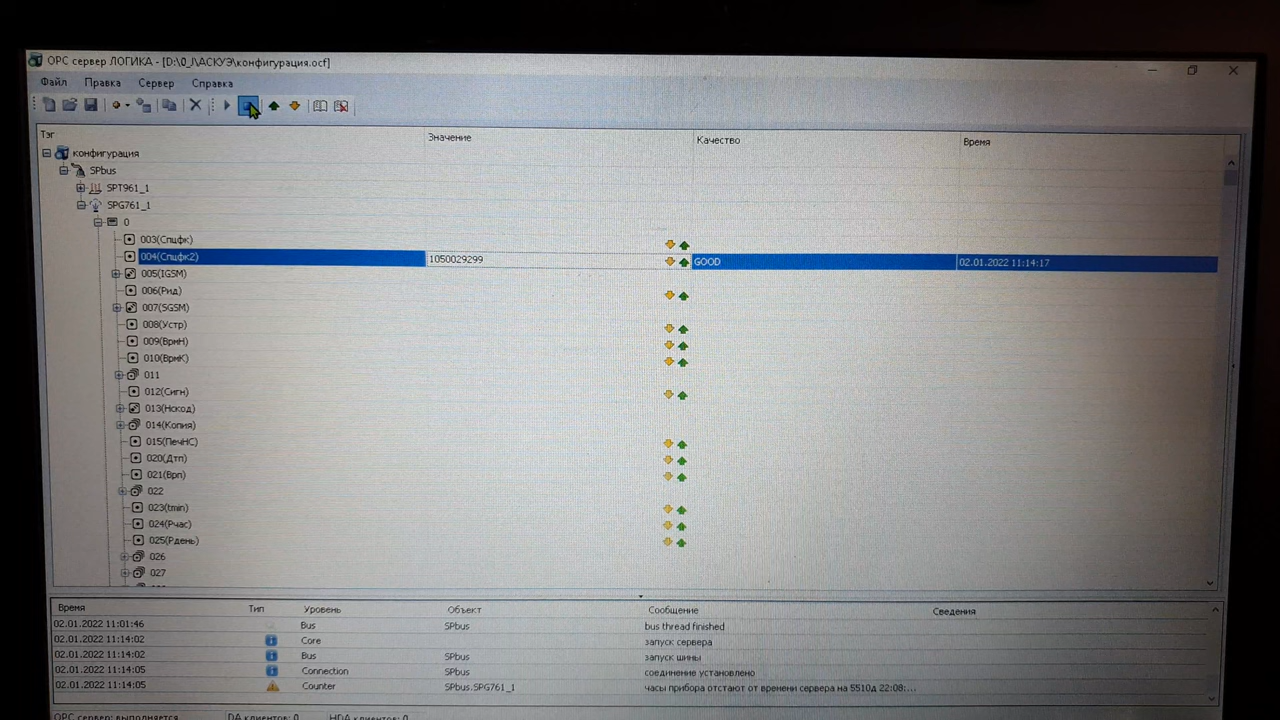 ОРС сервер ЛОГИКА - [D:\0_J\АСКУЭ\конфигурация.ocf]
Файл Правка Сервер Справка
Тэг Значение Качество Время
конфигурация
SPbus
SPT961_1
SPG761_1
0
003(Спцфк)
004(Спцфк2) 1050029299 GOOD 02.01.2022 11:14:17
005(IGSM)
006(Рид)
007(SGSM)
008(Устр)
009(ВрмН)
010(ВрмК)
011
012(Сигн)
013(Нскод)
014(Копия)
015(ПечНС)
020(Дтп)
021(Врп)
022
023(tmin)
024(Рчас)
025(Рдень)
026
027
Время Тип Уровень Объект Сообщение Сведения
02.01.2022 11:01:46 Bus SPbus bus thread finished
02.01.2022 11:14:02 Core запуск сервера
02.01.2022 11:14:02 Bus SPbus запуск шины
02.01.2022 11:14:05 Connection SPbus соединение установлено
02.01.2022 11:14:05 Counter SPbus.SPG761_1 часы прибора отстают от времени сервера на 5510д 22:08:...
ОРС сервер: выполняется DA клиентов: 0 HDA клиентов: 0